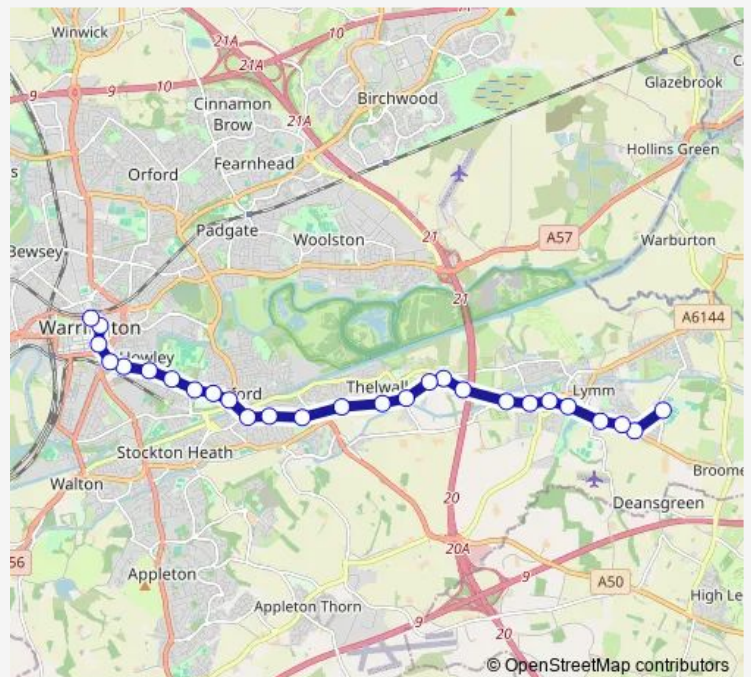 Winwick
21A
10
M
21A
Glazebrook
9
9
10
Cinnamon
Brow
Birchwood
21A
Hollins Green
Fearnhead
Orford
Padgate
Woolston
21
A57
Warburton
Bewsey
21
A6144
Warrington
Howley
Thelwall
Lymm
ford
Stockton Heath
Walton
Broome
20
Deansgreen
20A
56
Appleton
9
A50
Appleton Thorn
High Le
9
20
© OpenStreetMap contributors